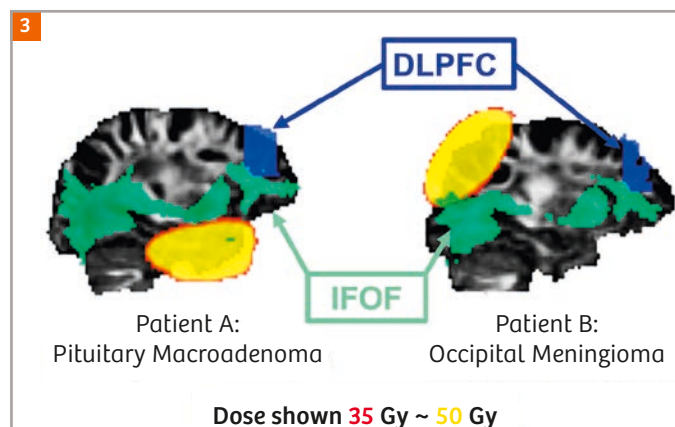 3
DLPFC
IFOF
Patient A:
Pituitary Macroadenoma
Patient B:
Occipital Meningioma
Dose shown 35 Gy ~ 50 Gy